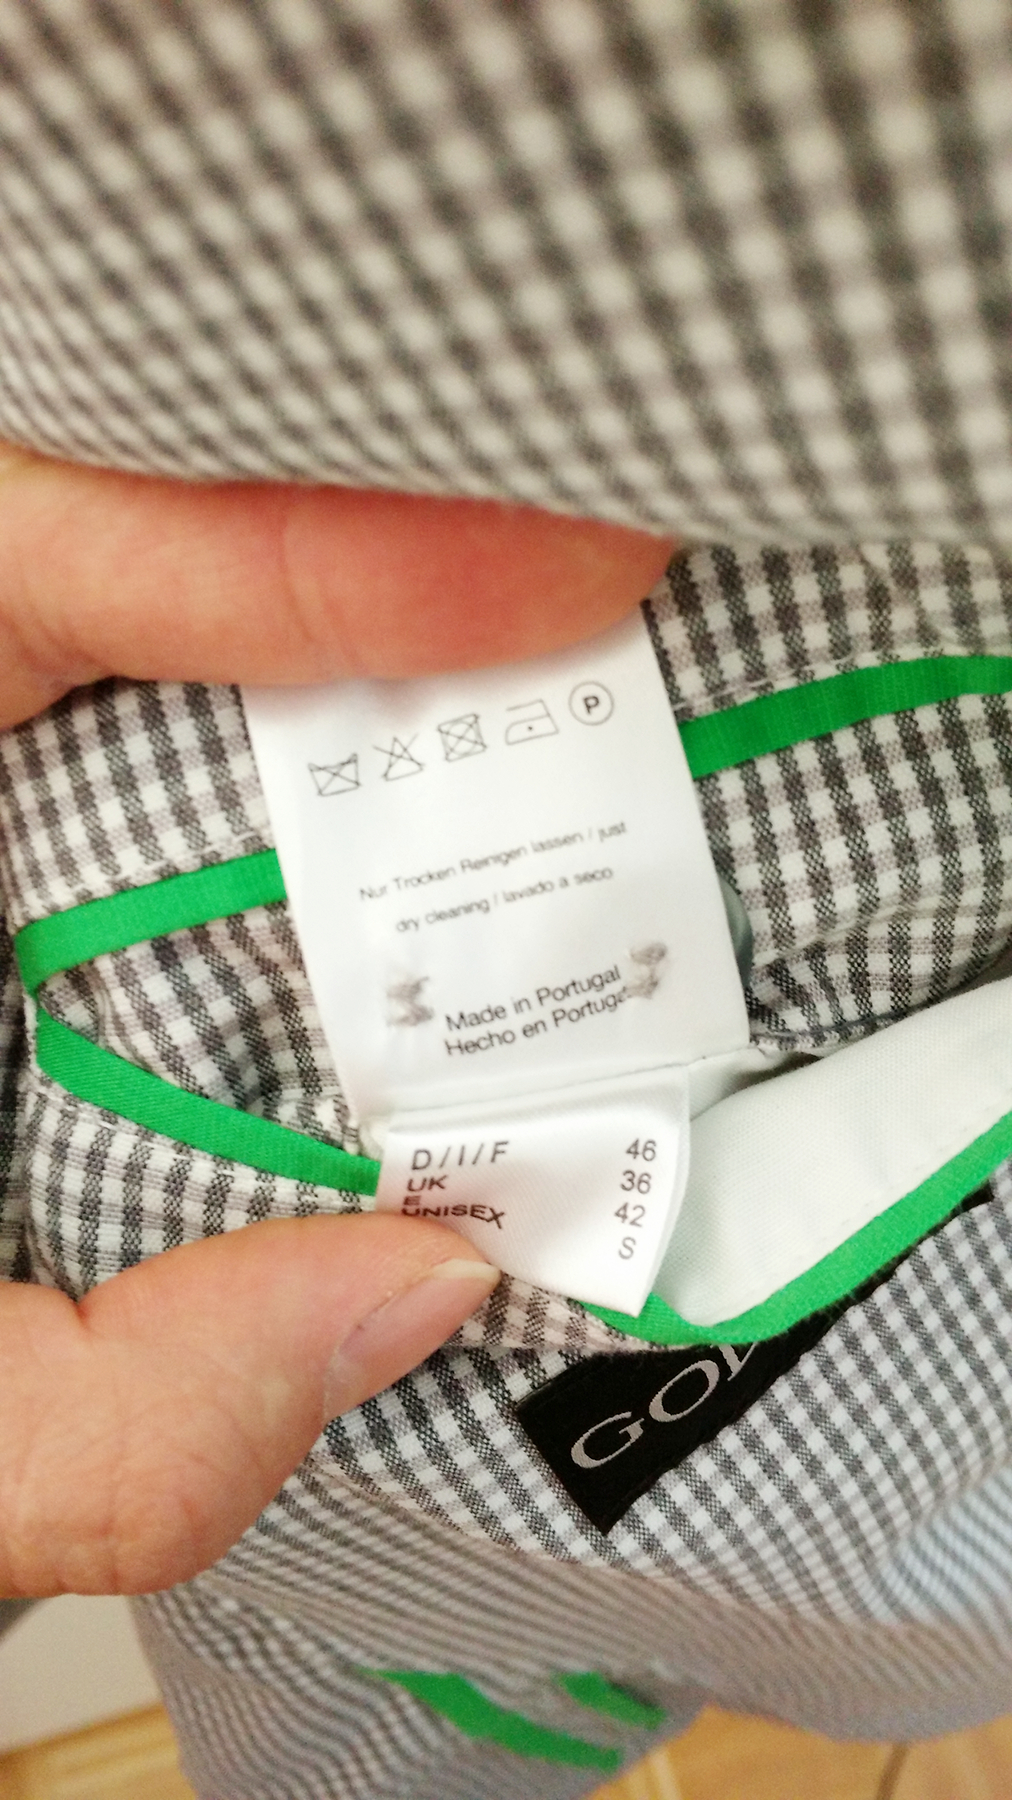 P
Nur Trocken Reinigen lassen / just
dry cleaning / lavado a seco
Made in Portugal
Hecho en Portugal
D / I / F 46
UK 36
E 42
UNISEX S